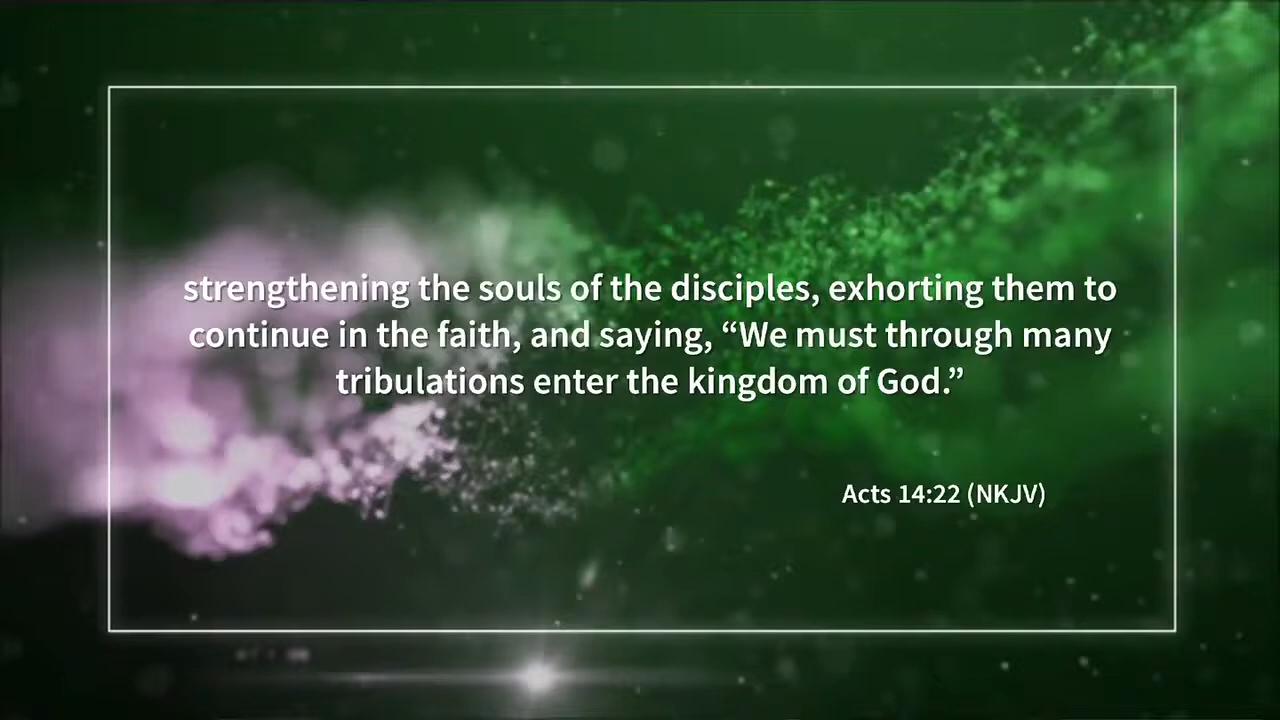 strengthening the souls of the disciples, exhorting them to
continue in the faith, and saying, “We must through many
tribulations enter the kingdom of God.”
Acts 14:22 (NKJV)